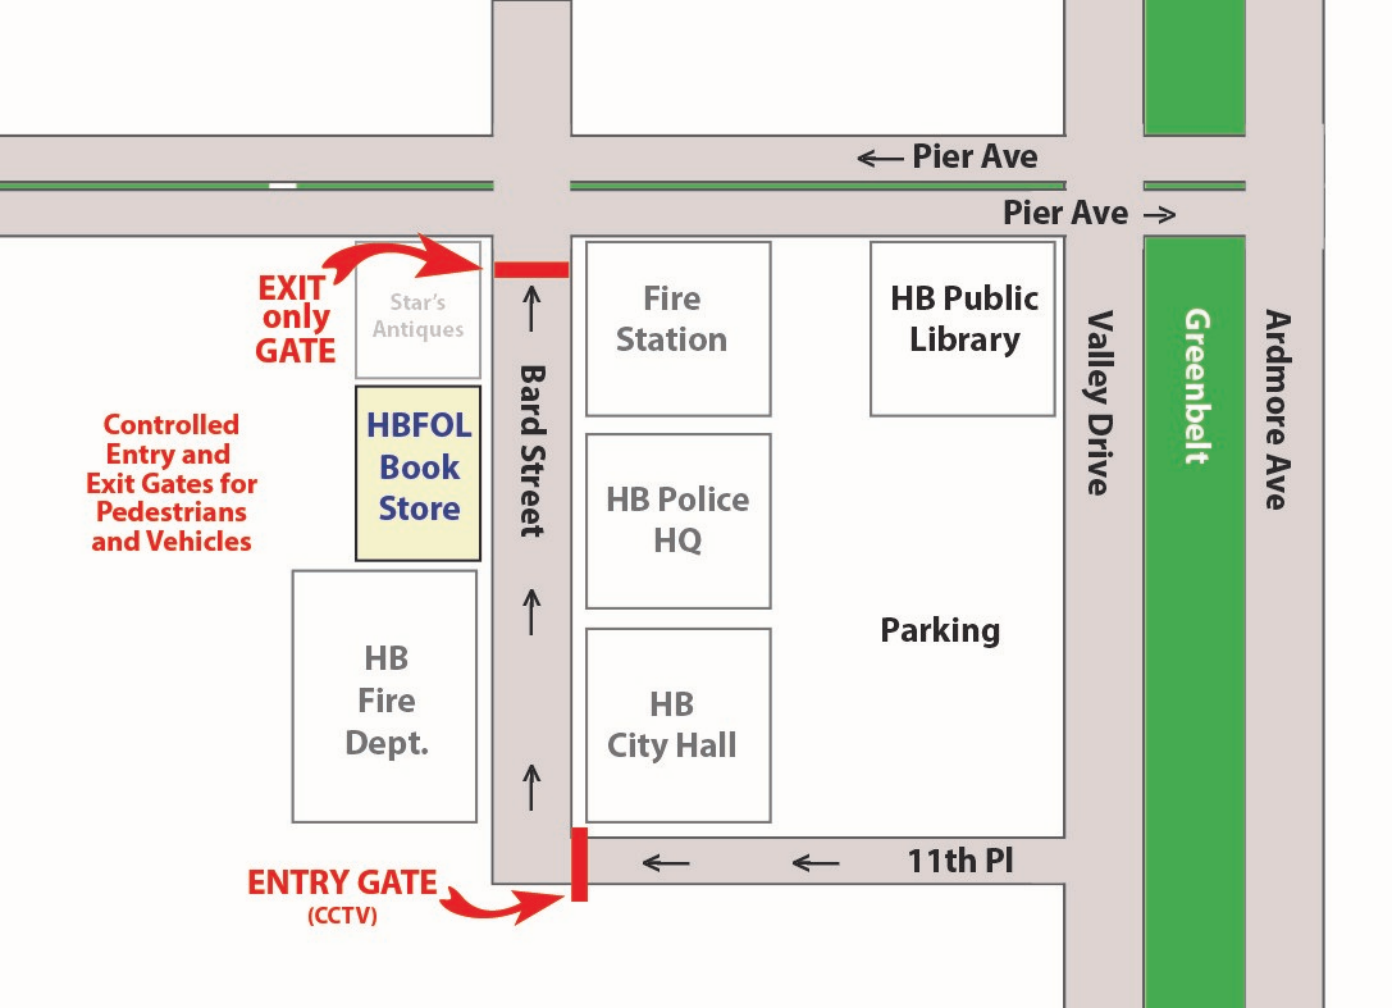 ← Pier Ave
Pier Ave →
EXIT
only
GATE
Star's
Antiques
Fire
Station
HB Public
Library
Controlled
Entry and
Exit Gates for
Pedestrians
and Vehicles
HBFOL
Book
Store
Bard Street
HB Police
HQ
Valley Drive
Greenbelt
Ardmore Ave
HB
Fire
Dept.
HB
City Hall
Parking
11th Pl
ENTRY GATE
(CCTV)